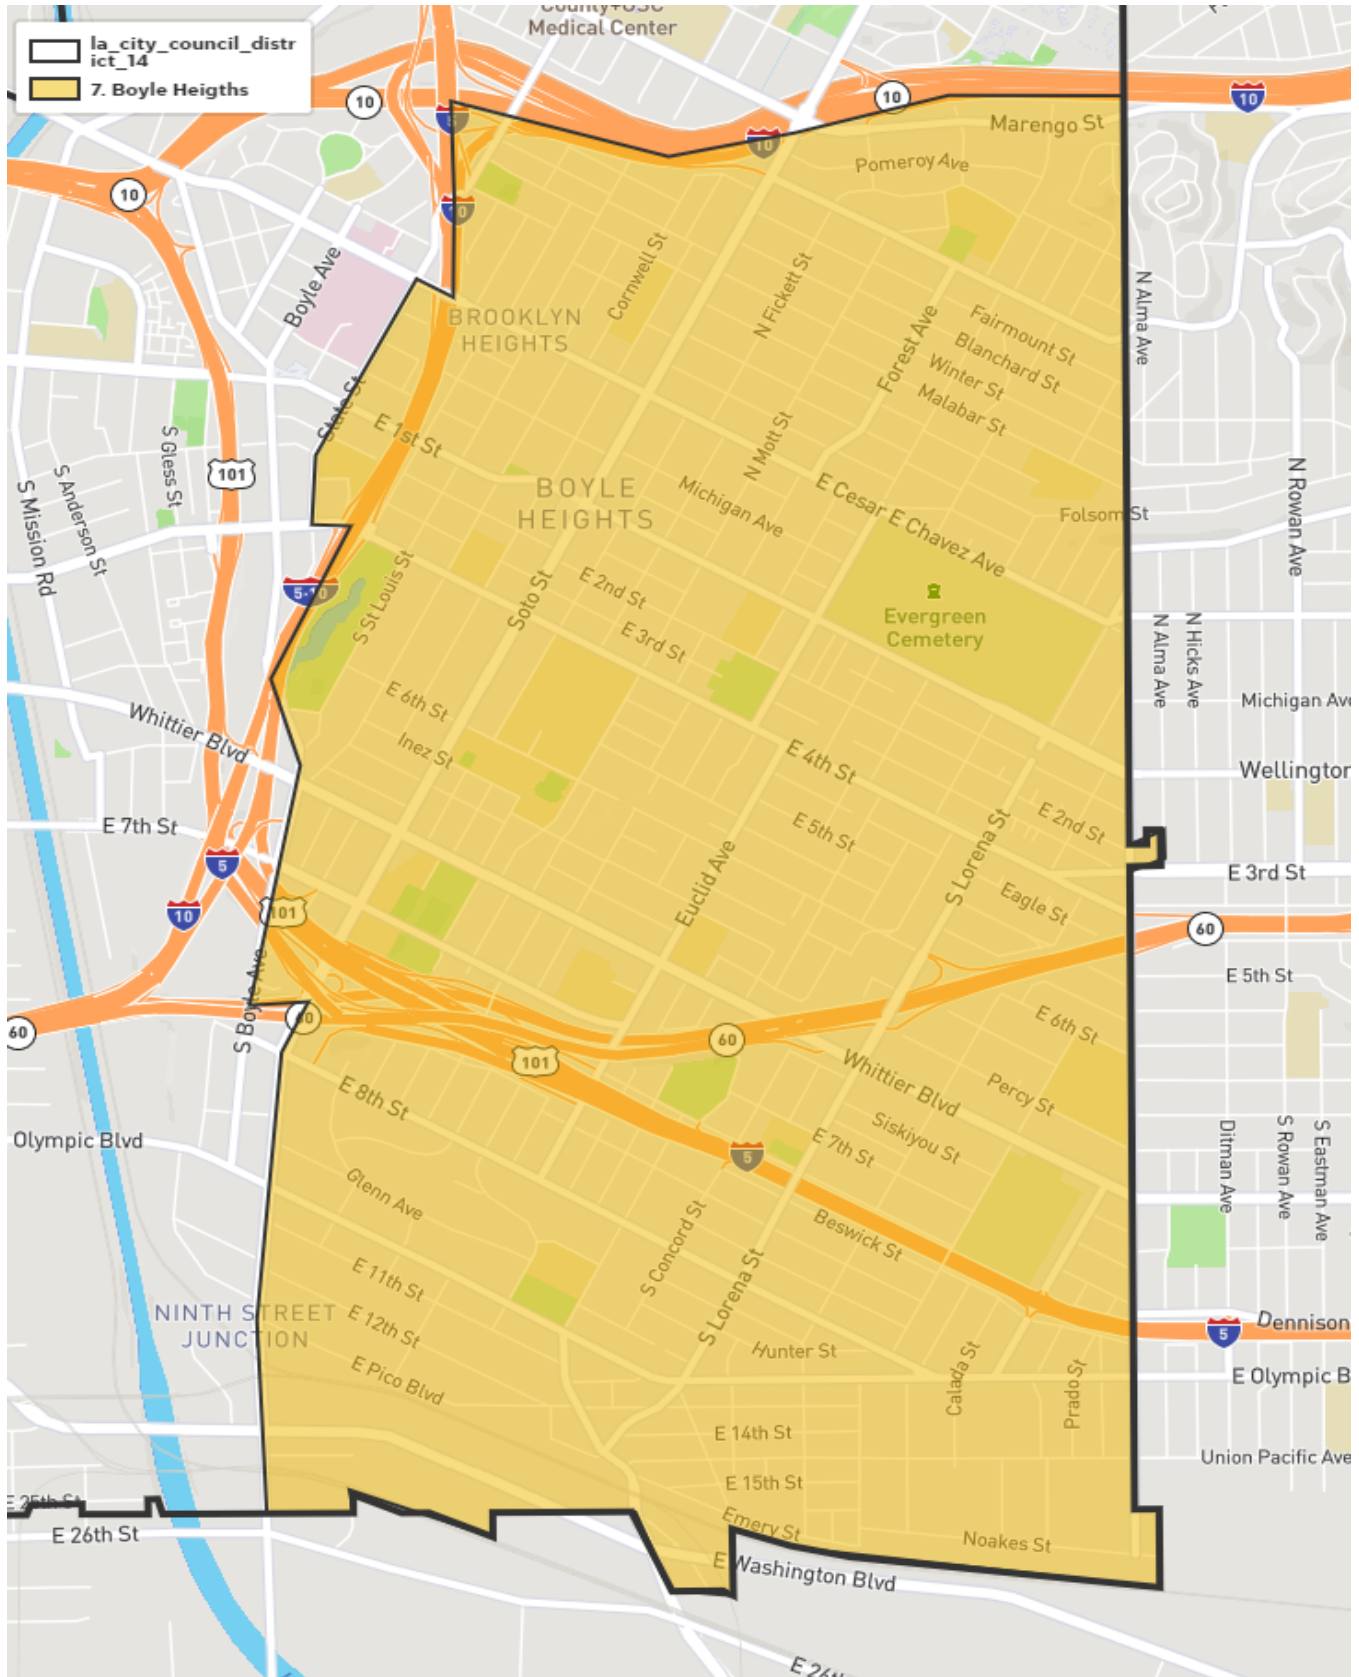 la_city_council_distr
ict_14
7. Boyle Heigths
County+USC
Medical Center
10
10
10
5
10
10
10
Marengo St
Pomeroy Ave
Boyle Ave
Cornwell St
N Fickett St
N Alma Ave
BROOKLYN
HEIGHTS
Forest Ave
Fairmount St
Blanchard St
Winter St
Malabar St
State St
E 1st St
S Gless St
101
S Anderson St
S Mission Rd
N Mott St
Michigan Ave
E Cesar E Chavez Ave
BOYLE
HEIGHTS
Folsom St
N Rowan Ave
5-10
S St Louis St
Soto St
E 2nd St
E 3rd St
Evergreen
Cemetery
N Alma Ave
N Hicks Ave
Michigan Ave
E 6th St
Inez St
Whittier Blvd
E 4th St
Wellington
E 7th St
5
10
101
E 5th St
Euclid Ave
S Lorena St
E 2nd St
E 3rd St
Eagle St
60
E 5th St
S Boyle Ave
60
60
101
60
E 6th St
Whittier Blvd
Percy St
E 8th St
Siskiyou St
E 7th St
5
Olympic Blvd
Ditman Ave
S Rowan Ave
S Eastman Ave
Glenn Ave
S Concord St
Beswick St
E 11th St
E 12th St
E Pico Blvd
NINTH STREET
JUNCTION
S Lorena St
Hunter St
Calada St
Prado St
Dennison
5
E Olympic B
E 14th St
Union Pacific Ave
E 15th St
E 25th St
E 26th St
Emery St
Noakes St
E Washington Blvd
E 26th